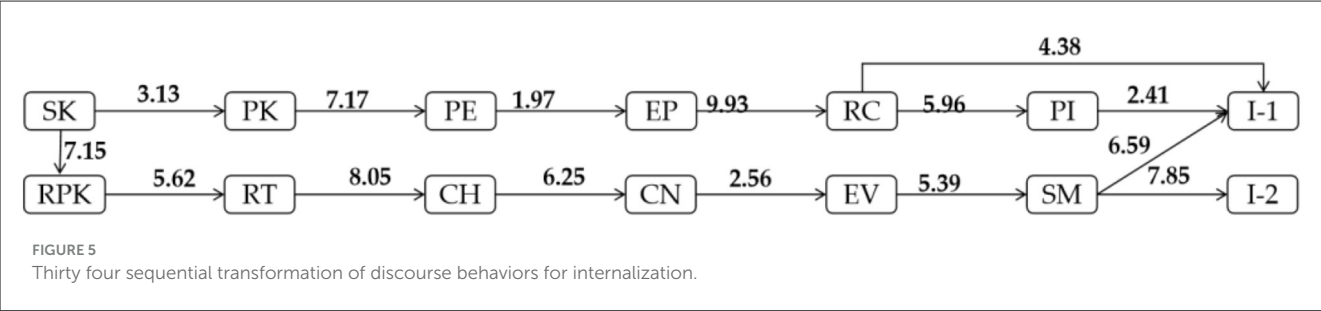 4.38
SK 3.13 PK 7.17 PE 1.97 EP 9.93 RC 5.96 PI 2.41 I-1
7.15 6.59
RPK 5.62 RT 8.05 CH 6.25 CN 2.56 EV 5.39 SM 7.85 I-2
FIGURE 5
Thirty four sequential transformation of discourse behaviors for internalization.